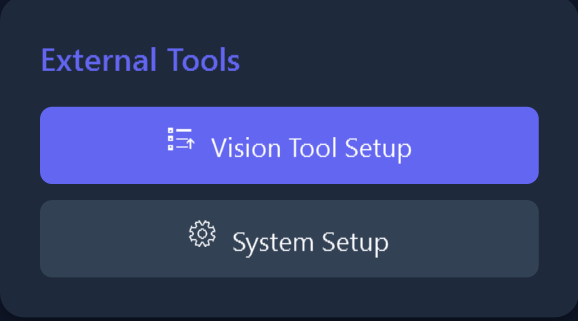 External Tools
Vision Tool Setup
System Setup